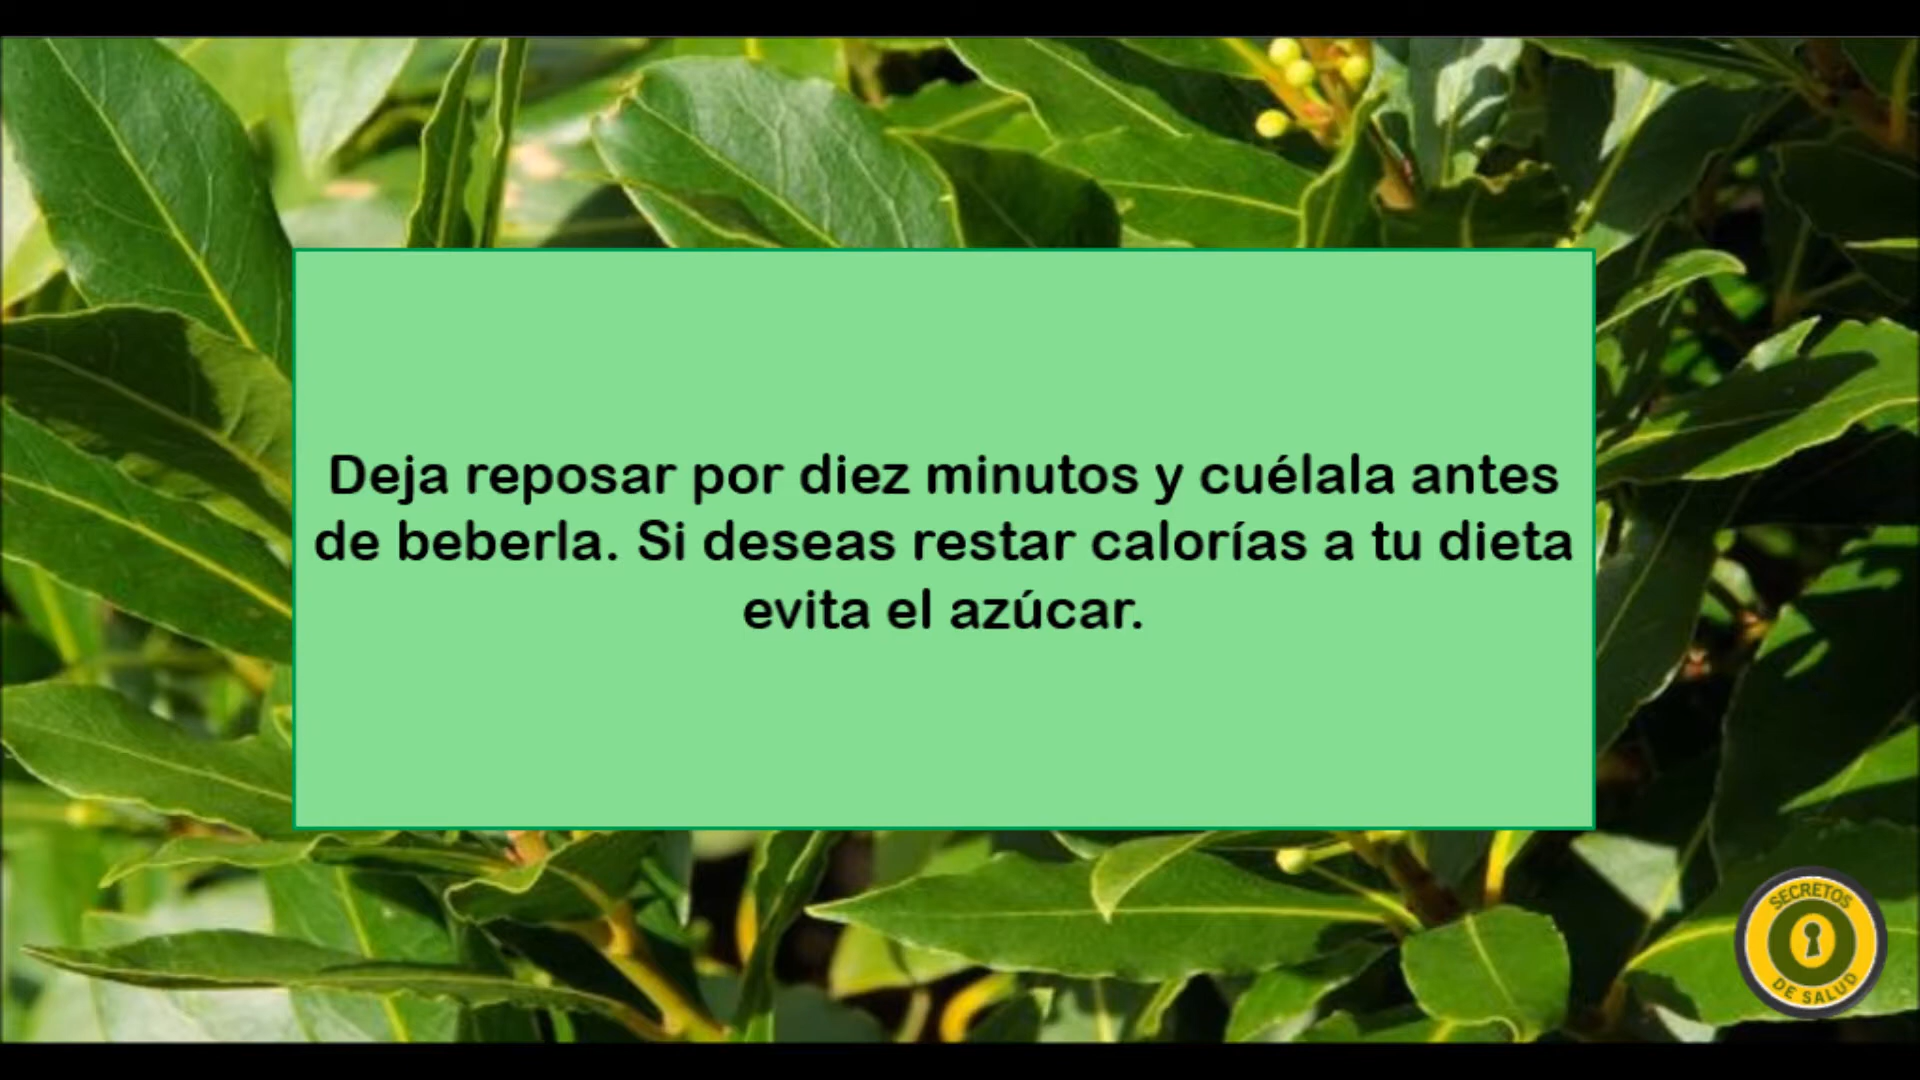 Deja reposar por diez minutos y cuélala antes
de beberla. Si deseas restar calorías a tu dieta
evita el azúcar.
SECRETOS
DE SALUD